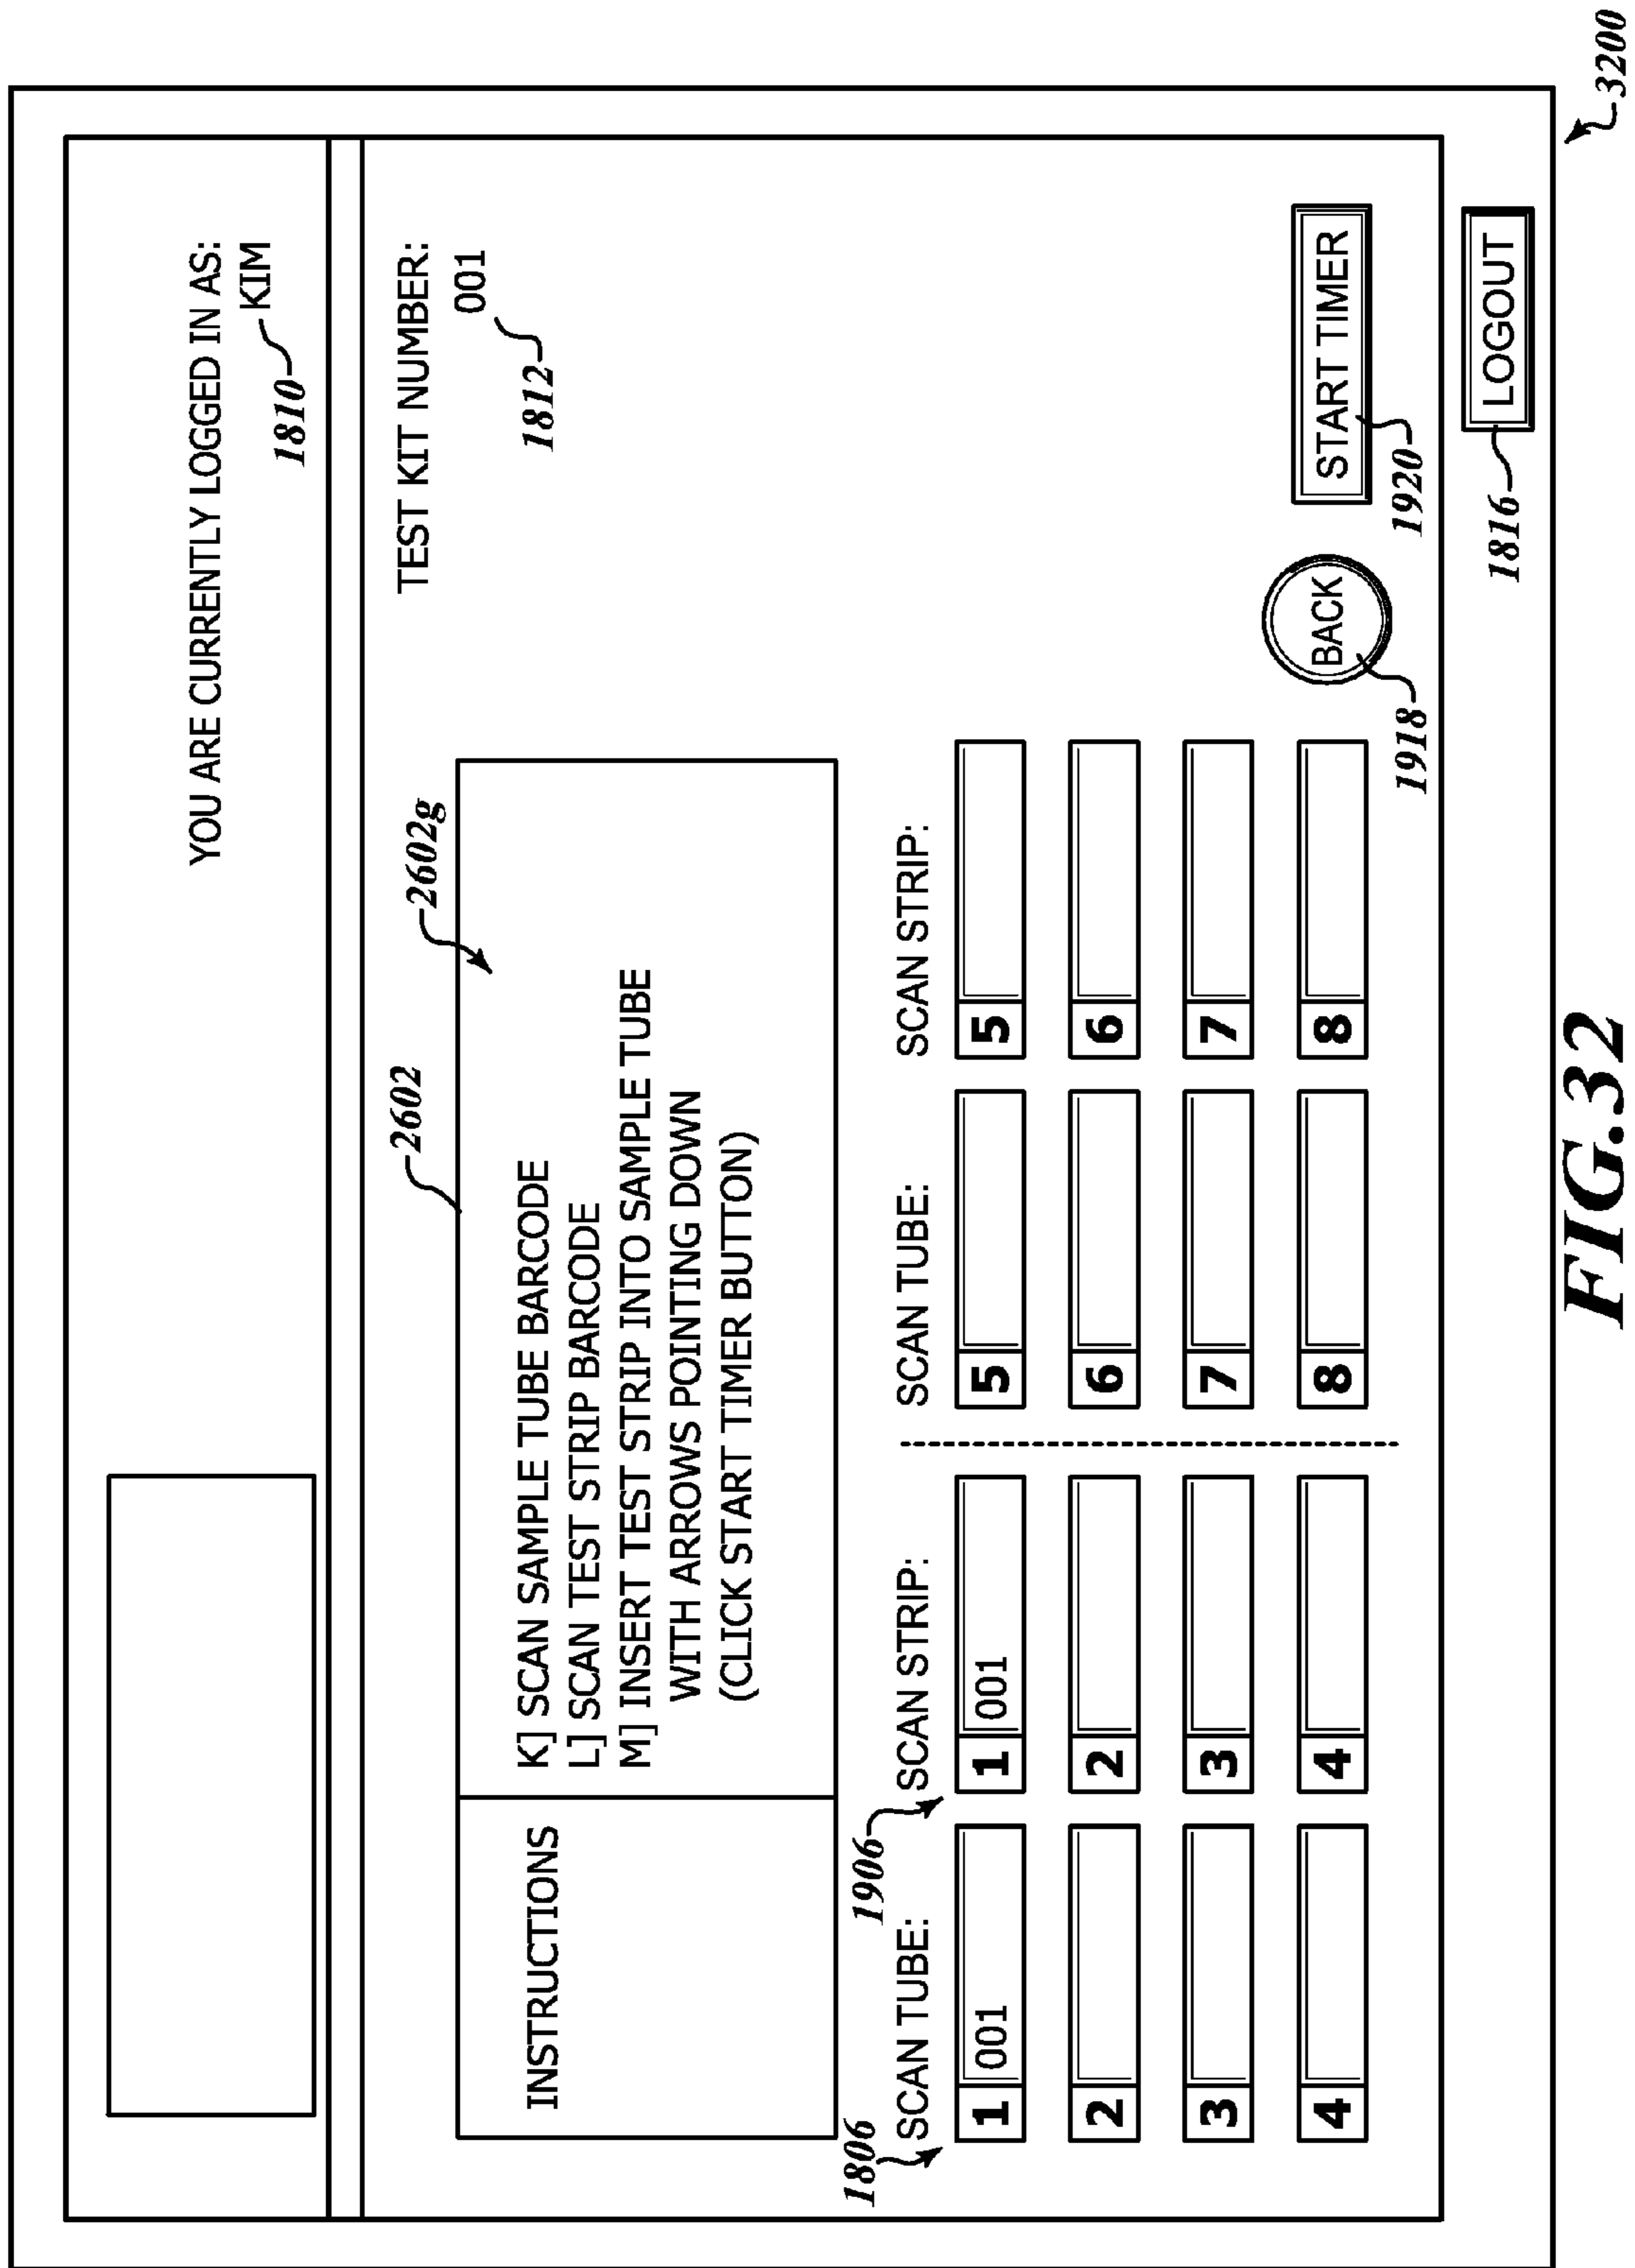 YOU ARE CURRENTLY LOGGED IN AS:
KIM
1810
TEST KIT NUMBER:
001
1812
2602
2602g
INSTRUCTIONS
K] SCAN SAMPLE TUBE BARCODE
L] SCAN TEST STRIP BARCODE
M] INSERT TEST STRIP INTO SAMPLE TUBE
WITH ARROWS POINTING DOWN
(CLICK START TIMER BUTTON)
1806
1906
SCAN TUBE: SCAN STRIP: SCAN TUBE: SCAN STRIP:
1 001 1 001 5 5
2 2 6 6
3 3 7 7
4 4 8 8
BACK START TIMER
1918 1920
1816 LOGOUT
3200
FIG.32